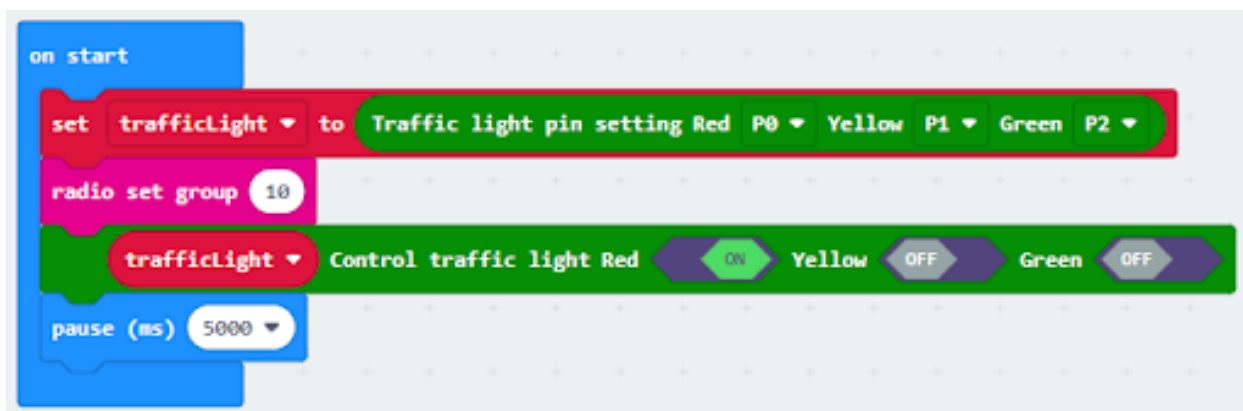 on start
set trafficLight to Traffic light pin setting Red P0 Yellow P1 Green P2
radio set group 10
trafficLight Control traffic light Red ON Yellow OFF Green OFF
pause (ms) 5000